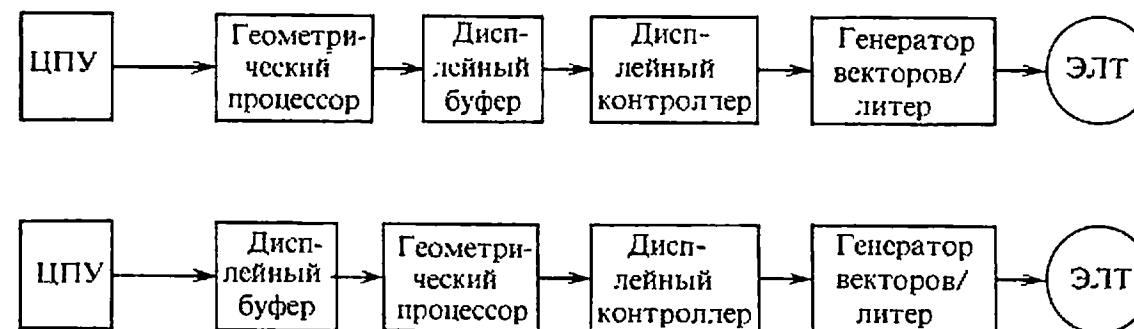 ЦПУ
Геометри-
ческий
процессор
Дисп-
лейный
буфер
Дисп-
лейный
контроллер
Генератор
векторов/
литер
ЭЛТ
ЦПУ
Дисп-
лейный
буфер
Геометри-
ческий
процессор
Дисп-
лейный
контроллер
Генератор
векторов/
литер
ЭЛТ